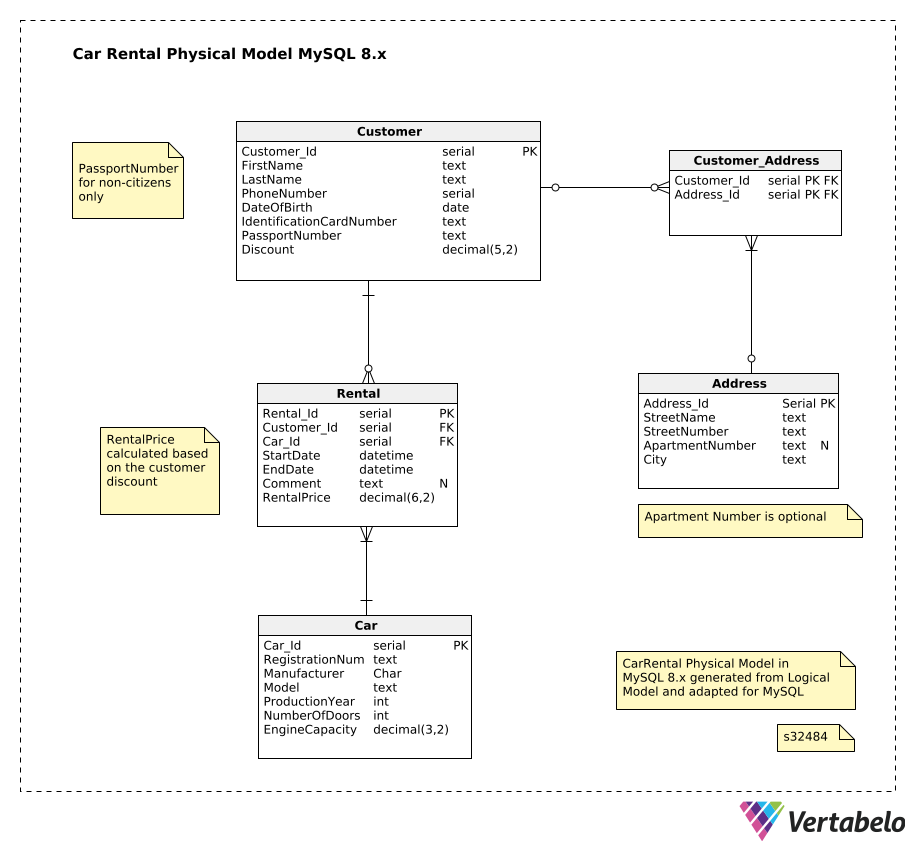 Car Rental Physical Model MySQL 8.x
PassportNumber
for non-citizens
only
Customer
Customer_Id serial PK
FirstName text
LastName text
PhoneNumber serial
DateOfBirth date
IdentificationCardNumber text
PassportNumber text
Discount decimal(5,2)
Customer_Address
Customer_Id serial PK FK
Address_Id serial PK FK
RentalPrice
calculated based
on the customer
discount
Rental
Rental_Id serial PK
Customer_Id serial FK
Car_Id serial FK
StartDate datetime
EndDate datetime
Comment text N
RentalPrice decimal(6,2)
Address
Address_Id Serial PK
StreetName text
StreetNumber text
ApartmentNumber text N
City text
Apartment Number is optional
Car
Car_Id serial PK
RegistrationNum text
Manufacturer Char
Model text
ProductionYear int
NumberOfDoors int
EngineCapacity decimal(3,2)
CarRental Physical Model in
MySQL 8.x generated from Logical
Model and adapted for MySQL
s32484
Vertabelo